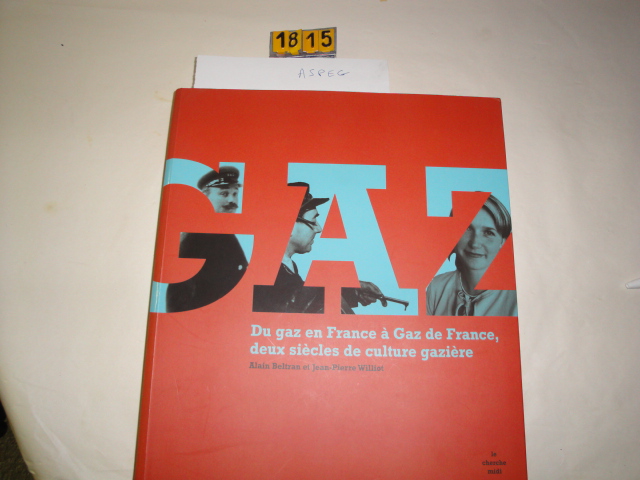 1815
ASPEG
GAZ
Du gaz en France à Gaz de France,
deux siècles de culture gazière
Alain Beltran et Jean-Pierre Williot
le
cherche
midi